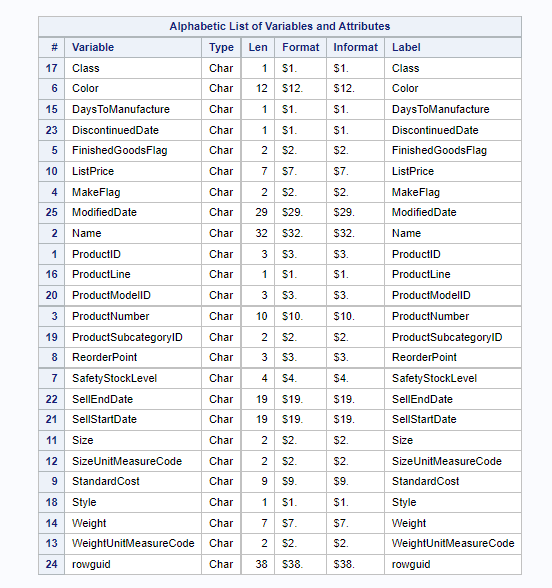 Alphabetic List of Variables and Attributes
# Variable Type Len Format Informat Label
17 Class Char 1 $1. $1. Class
6 Color Char 12 $12. $12. Color
15 DaysToManufacture Char 1 $1. $1. DaysToManufacture
23 DiscontinuedDate Char 1 $1. $1. DiscontinuedDate
5 FinishedGoodsFlag Char 2 $2. $2. FinishedGoodsFlag
10 ListPrice Char 7 $7. $7. ListPrice
4 MakeFlag Char 2 $2. $2. MakeFlag
25 ModifiedDate Char 29 $29. $29. ModifiedDate
2 Name Char 32 $32. $32. Name
1 ProductID Char 3 $3. $3. ProductID
16 ProductLine Char 1 $1. $1. ProductLine
20 ProductModelID Char 3 $3. $3. ProductModelID
3 ProductNumber Char 10 $10. $10. ProductNumber
19 ProductSubcategoryID Char 2 $2. $2. ProductSubcategoryID
8 ReorderPoint Char 3 $3. $3. ReorderPoint
7 SafetyStockLevel Char 4 $4. $4. SafetyStockLevel
22 SellEndDate Char 19 $19. $19. SellEndDate
21 SellStartDate Char 19 $19. $19. SellStartDate
11 Size Char 2 $2. $2. Size
12 SizeUnitMeasureCode Char 2 $2. $2. SizeUnitMeasureCode
9 StandardCost Char 9 $9. $9. StandardCost
18 Style Char 1 $1. $1. Style
14 Weight Char 7 $7. $7. Weight
13 WeightUnitMeasureCode Char 2 $2. $2. WeightUnitMeasureCode
24 rowguid Char 38 $38. $38. rowguid